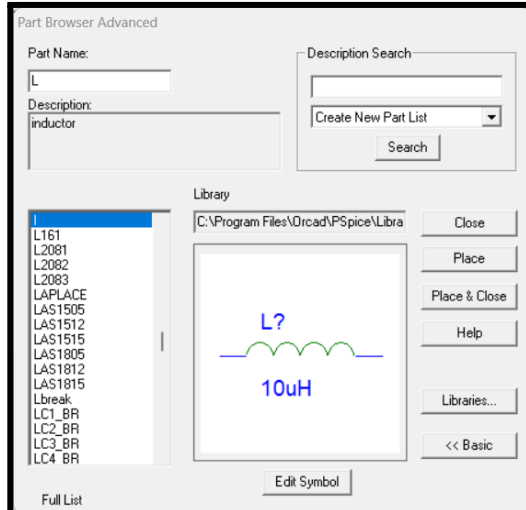 Part Browser Advanced
Part Name:
L
Description:
inductor
Description Search
Create New Part List
Search
Library
C:\Program Files\Orcad\PSpice\Libra
L161
L2081
L2082
L2083
LAPLACE
LAS1505
LAS1512
LAS1515
LAS1805
LAS1812
LAS1815
Lbreak
LC1_BR
LC2_BR
LC3_BR
LC4_BR
Full List
L?
10uH
Edit Symbol
Close
Place
Place & Close
Help
Libraries...
<< Basic